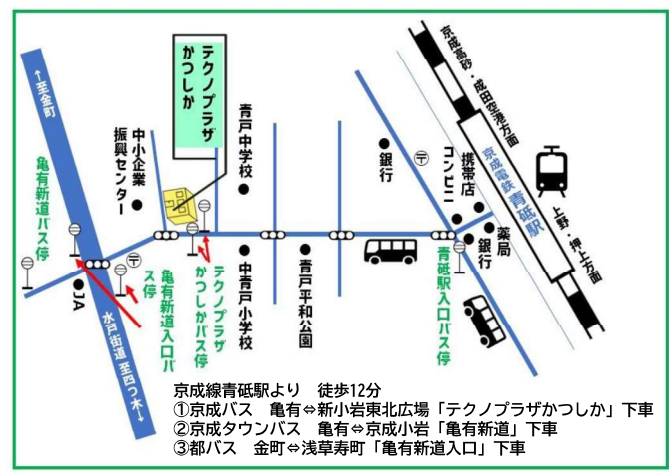 テクノプラザ
かつしか
←至金町
亀有新道バス停
中小企業
振興センター
青戸中学校
銀行
〒
コンビニ
携帯店
京成電鉄 青砥駅
京成高砂・成田空港方面
上野・押上方面
薬局
銀行
青砥駅入口バス停
青戸平和公園
中青戸小学校
テクノプラザ
かつしかバス停
亀有新道入口バ
ス停
〒
JA
水戸街道 至四つ木→
京成線青砥駅より　徒歩12分
①京成バス　亀有⇔新小岩東北広場「テクノプラザかつしか」下車
②京成タウンバス　亀有⇔京成小岩「亀有新道」下車
③都バス　金町⇔浅草寿町「亀有新道入口」下車